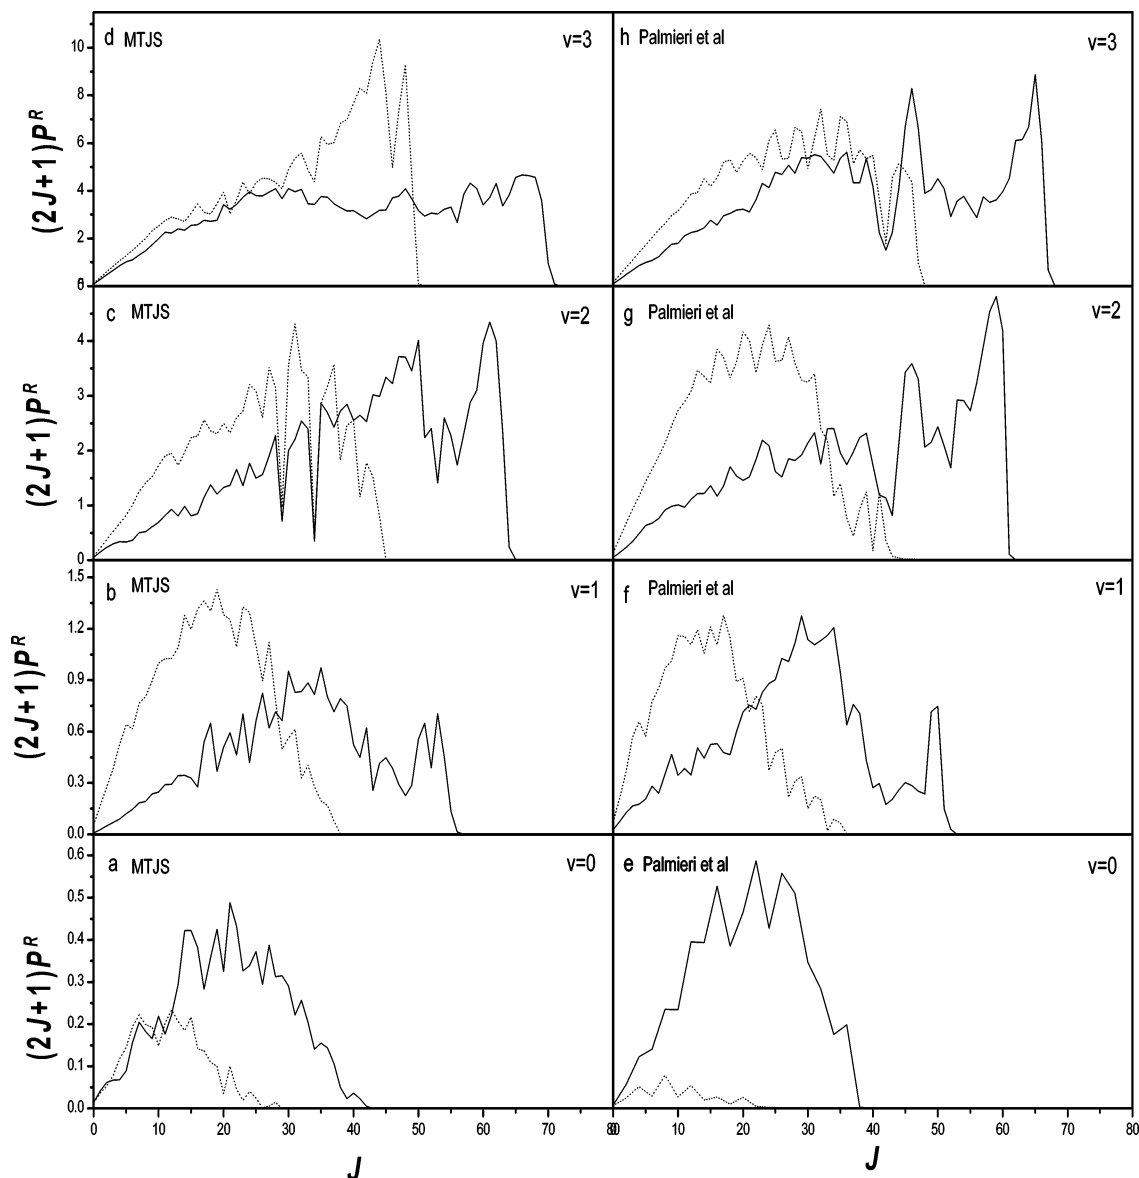 d MTJS v=3
h Palmieri et al v=3
10
8
6
4
2
6
(2J+1)P^R
c MTJS v=2
g Palmieri et al v=2
4
3
2
1
0
(2J+1)P^R
b MTJS v=1
f Palmieri et al v=1
1.5
1.2
0.9
0.6
0.3
0.0
(2J+1)P^R
a MTJS v=0
e Palmieri et al v=0
0.6
0.5
0.4
0.3
0.2
0.1
0.0
(2J+1)P^R
0 10 20 30 40 50 60 70 0 10 20 30 40 50 60 70 80
J J